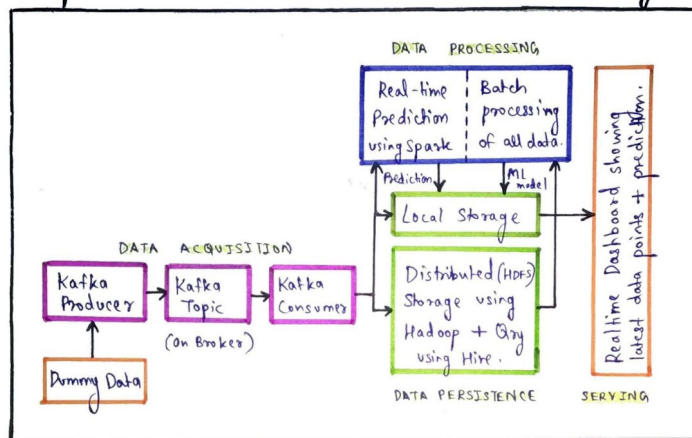 DATA PROCESSING
Real-time
Prediction
using Spark
Batch
processing
of all data.
Prediction
ML
model
Local Storage
DATA ACQUISITION
Kafka
Producer
Kafka
Topic
(on Broker)
Kafka
Consumer
Dummy Data
Distributed (HDFS)
Storage using
Hadoop + Qry
using Hive.
DATA PERSISTENCE
Realtime Dashboard showing
latest data points + prediction.
SERVING